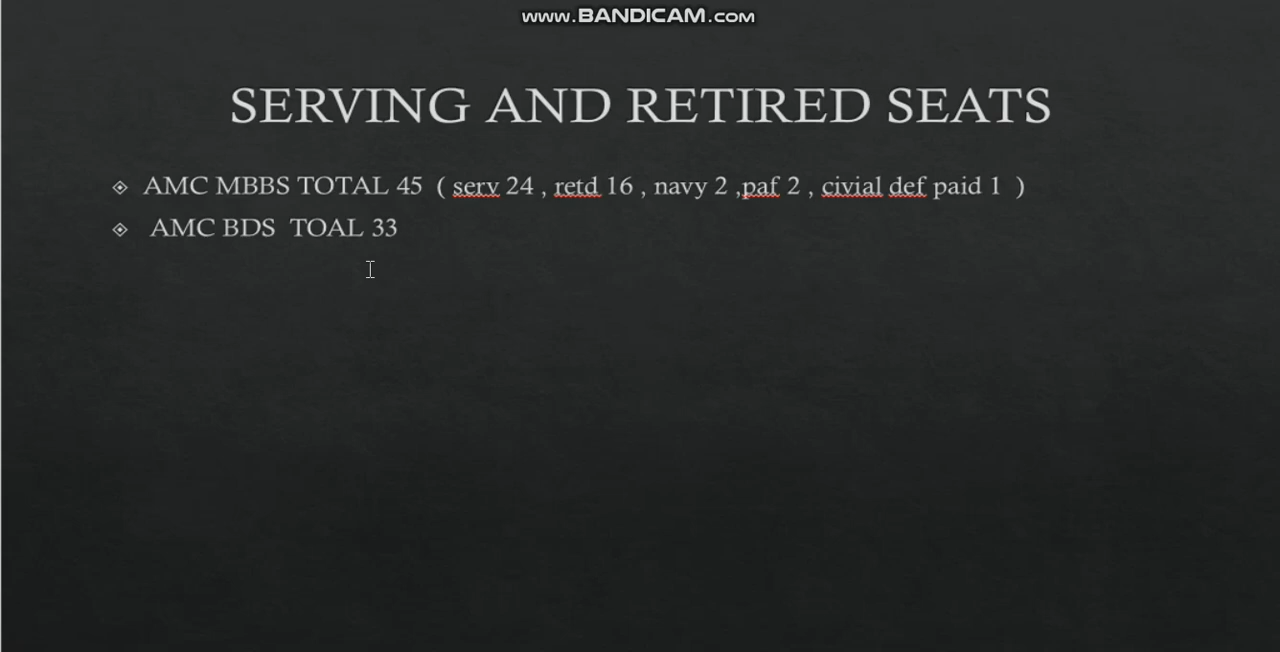 www.BANDICAM.com
SERVING AND RETIRED SEATS
AMC MBBS TOTAL 45 ( serv 24 , retd 16 , navy 2 ,paf 2 , civial def paid 1 )
AMC BDS TOAL 33